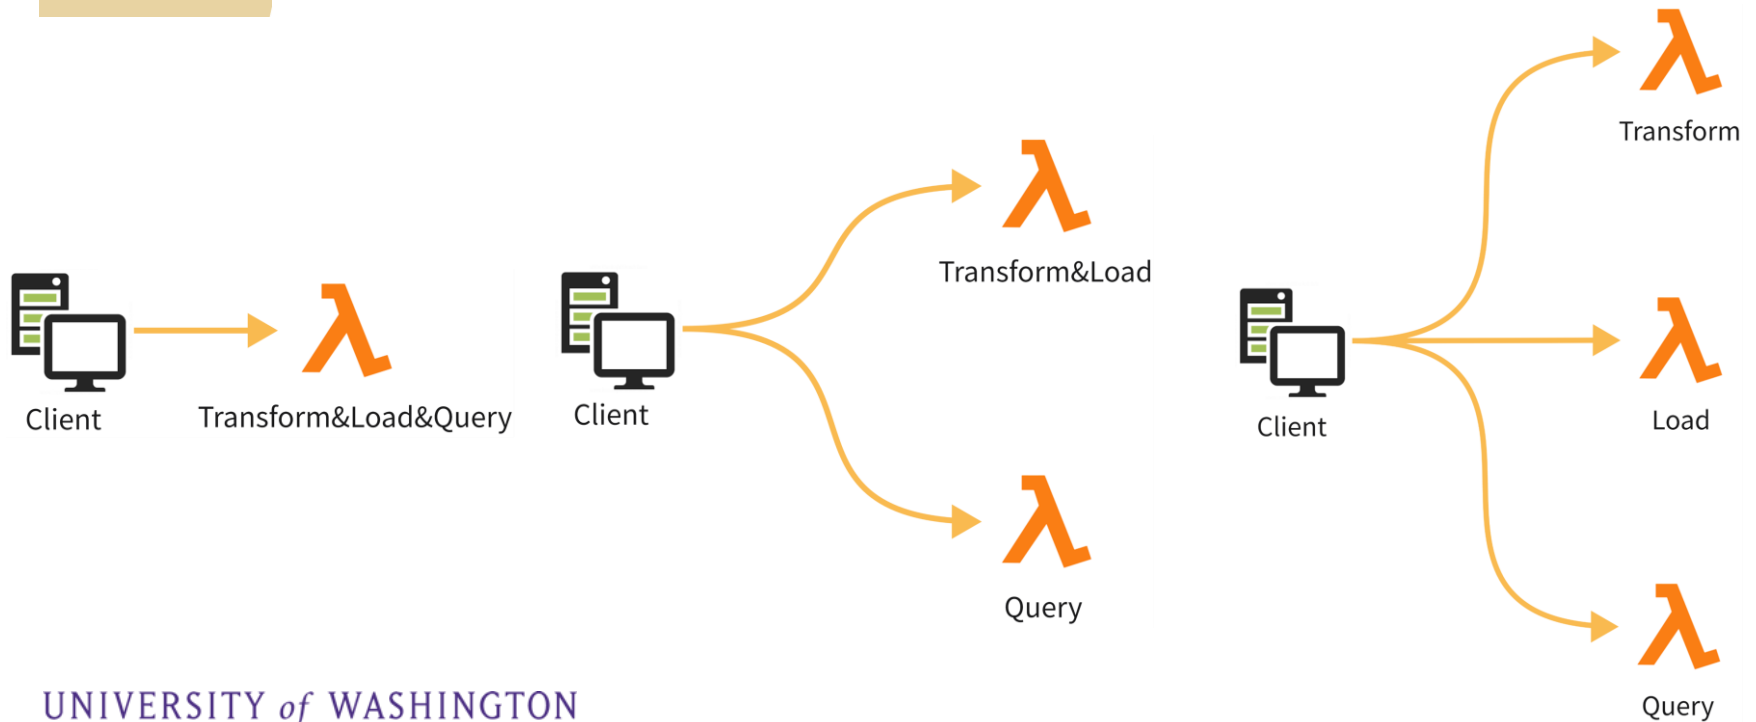 Client
Transform&Load&Query
Client
Transform&Load
Query
Client
Transform
Load
Query
UNIVERSITY of WASHINGTON